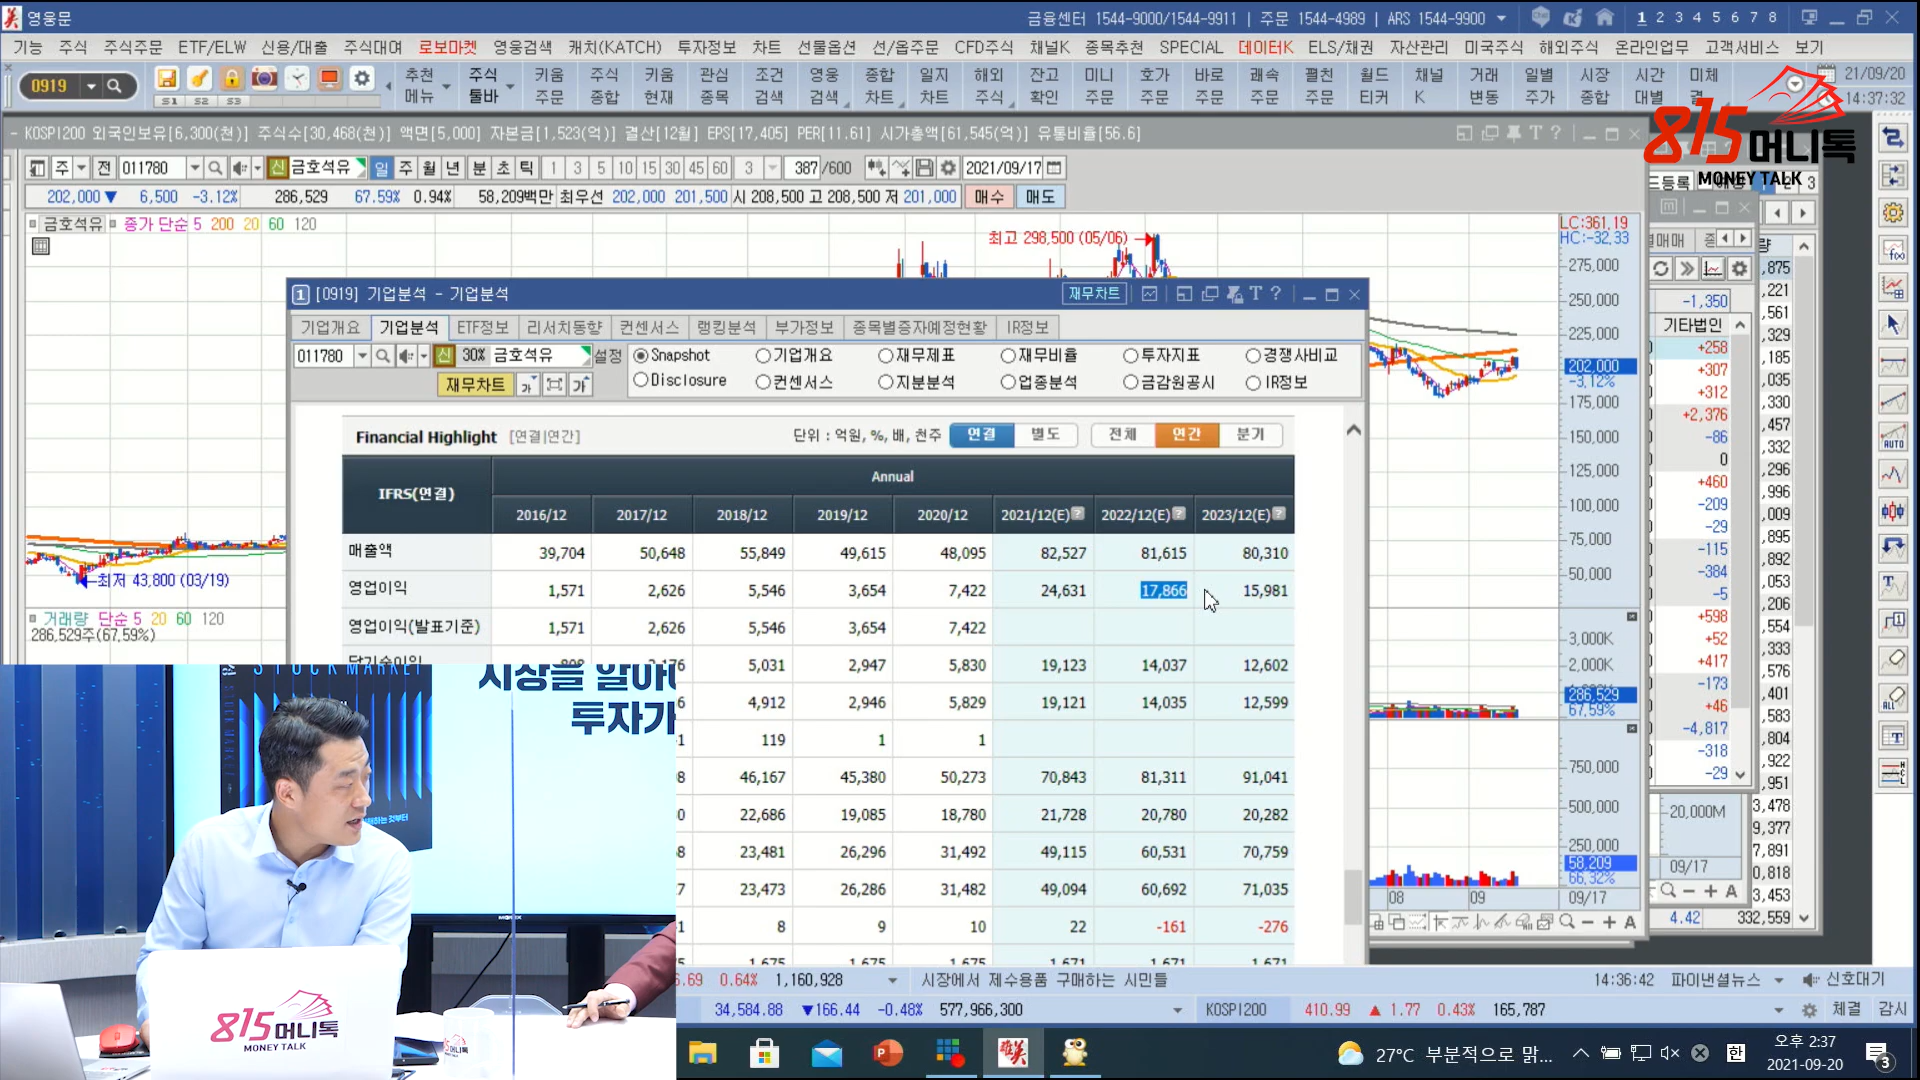 영웅문
금융센터 1544-9000/1544-9911 | 주문 1544-4989 | ARS 1544-9900
1 2 3 4 5 6 7 8
기능 주식 주식주문 ETF/ELW 신용/대출 주식대여 로보마켓 영웅검색 캐치(KATCH) 투자정보 차트 선물옵션 선/옵주문 CFD주식 채널K 종목추천 SPECIAL 데이터K ELS/채권 자산관리 미국주식 해외주식 온라인업무 고객서비스 보기
0919
S1 S2 S3
추천 메뉴 주식 툴바 키움 주문 주식 종합 키움 현재 관심 종목 조건 검색 영웅 검색 종합 차트 일지 차트 해외 주식 잔고 확인 미니 주문 호가 주문 바로 주문 쾌속 주문 펼친 주문 월드 티커 채널 K 거래 변동 일별 주가 시장 종합 시간 대별 미체 결
21/09/20
14:37:32
815머니톡
MONEY TALK
KOSPI200 외국인보유[6,300(천)] 주식수[30,468(천)] 액면[5,000] 자본금[1,523(억)] 결산[12월] EPS[17,405] PER[11.61] 시가총액[61,545(억)] 유통비율[56.6]
주 전 011780 신 금호석유 일 주 월 년 분 초 틱 1 3 5 10 15 30 45 60 3 387 /600 2021/09/17
202,000 ▼ 6,500 -3.12% 286,529 67.59% 0.94% 58,209백만 최우선 202,000 201,500 시 208,500 고 208,500 저 201,000 매수 매도
금호석유 종가 단순 5 200 20 60 120
최고 298,500 (05/06)
LC:361.19
HC:-32.33
275,000
250,000
225,000
202,000
-3.12%
175,000
150,000
125,000
100,000
75,000
50,000
최저 43,800 (03/19)
거래량 단순 5 20 60 120
286,529주(67.59%)
3,000K
2,000K
286,529
67.59%
750,000
500,000
250,000
58,209
66.32%
08 09 09/17
[0919] 기업분석 - 기업분석
재무차트
기업개요 기업분석 ETF정보 리서치동향 컨센서스 랭킹분석 부가정보 종목별증자예정현황 IR정보
011780 신 30% 금호석유 설정
재무차트
Snapshot 기업개요 재무제표 재무비율 투자지표 경쟁사비교
Disclosure 컨센서스 지분분석 업종분석 금감원공시 IR정보
Financial Highlight [연결|연간]
단위 : 억원, %, 배, 천주 연결 별도 전체 연간 분기
IFRS(연결) Annual
2016/12 2017/12 2018/12 2019/12 2020/12 2021/12(E) 2022/12(E) 2023/12(E)
매출액 39,704 50,648 55,849 49,615 48,095 82,527 81,615 80,310
영업이익 1,571 2,626 5,546 3,654 7,422 24,631 17,866 15,981
영업이익(발표기준) 1,571 2,626 5,546 3,654 7,422
5,031 2,947 5,830 19,123 14,037 12,602
4,912 2,946 5,829 19,121 14,035 12,599
119 1 1
46,167 45,380 50,273 70,843 81,311 91,041
22,686 19,085 18,780 21,728 20,780 20,282
23,481 26,296 31,492 49,115 60,531 70,759
23,473 26,286 31,482 49,094 60,692 71,035
8 9 10 22 -161 -276
1,675 1,675 1,675 1,671 1,671 1,671
기타법인
-1,350
+258
+307
+312
+2,376
-86
0
+460
-209
-29
-115
-384
-5
+598
+52
+417
-173
+46
-4,817
-318
-29
20,000M
09/17
4.42 332,559
STOCK MARKET
투자가
815머니톡
MONEY TALK
0.64% 1,160,928 시장에서 제수용품 구매하는 시민들 14:36:42 파이낸셜뉴스 신호대기
34,584.88 ▼166.44 -0.48% 577,966,300 KOSPI200 410.99 ▲ 1.77 0.43% 165,787 체결 감시
27°C 부분적으로 맑...
한
오후 2:37
2021-09-20
3